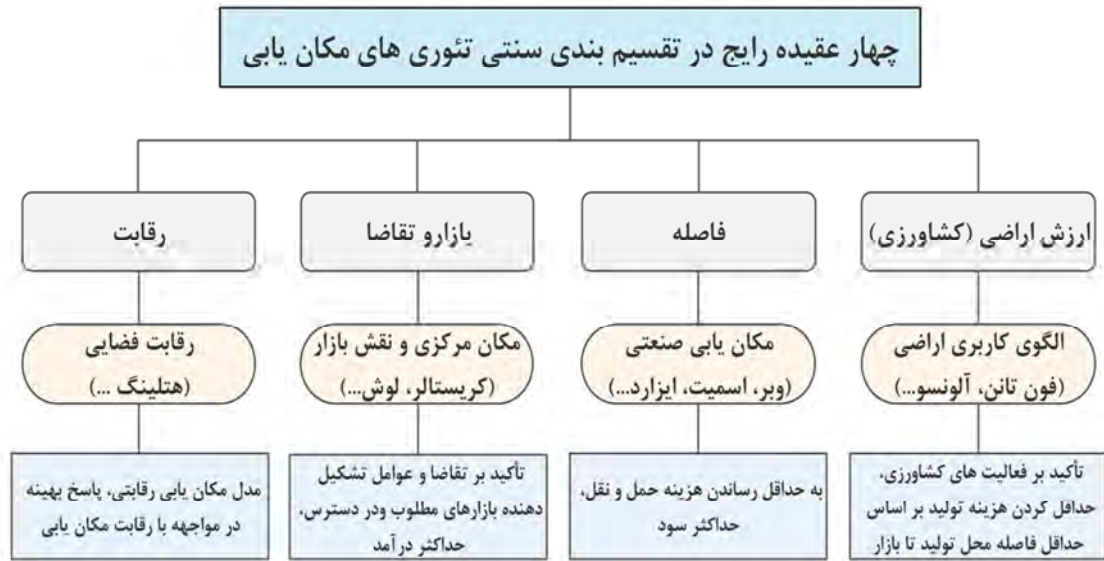 چهار عقیده رایج در تقسیم بندی سنتی تئوری های مکان یابی
ارزش اراضی (کشاورزی)
فاصله
بازارو تقاضا
رقابت
الگوی کاربری اراضی
(فون تانن، آلونسو...)
مکان یابی صنعتی
(وبر، اسمیت، ایزارد...)
مکان مرکزی و نقش بازار
(کریستالر، لوش...)
رقابت فضایی
(هتلینگ ...)
تأکید بر فعالیت های کشاورزی،
حداقل کردن هزینه تولید بر اساس
حداقل فاصله محل تولید تا بازار
به حداقل رساندن هزینه حمل و نقل،
حداکثر سود
تأکید بر تقاضا و عوامل تشکیل
دهنده بازارهای مطلوب ودر دسترس،
حداکثر درآمد
مدل مکان یابی رقابتی، پاسخ بهینه
در مواجهه با رقابت مکان یابی